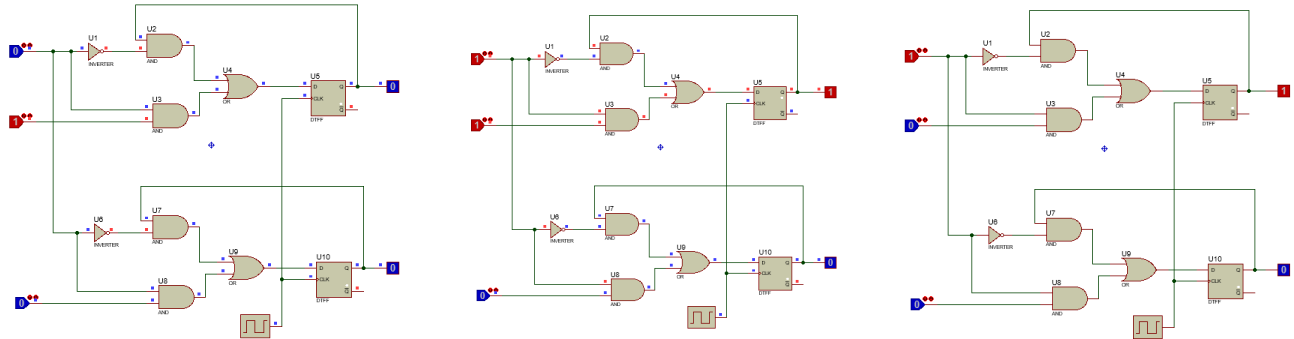 U1
INVERTER
0
U2
AND
U3
AND
1
U4
OR
U5
D
Q
CLK
Q
DTFF
0
U6
INVERTER
U7
AND
U8
AND
0
U9
OR
U10
D
Q
CLK
Q
DTFF
0
U1
INVERTER
1
U2
AND
U3
AND
1
U4
OR
U5
D
Q
CLK
Q
DTFF
1
U6
INVERTER
U7
AND
U8
AND
0
U9
OR
U10
D
Q
CLK
Q
DTFF
0
U1
INVERTER
1
U2
AND
U3
AND
0
U4
OR
U5
D
Q
CLK
Q
DTFF
1
U6
INVERTER
U7
AND
U8
AND
0
U9
OR
U10
D
Q
CLK
Q
DTFF
0